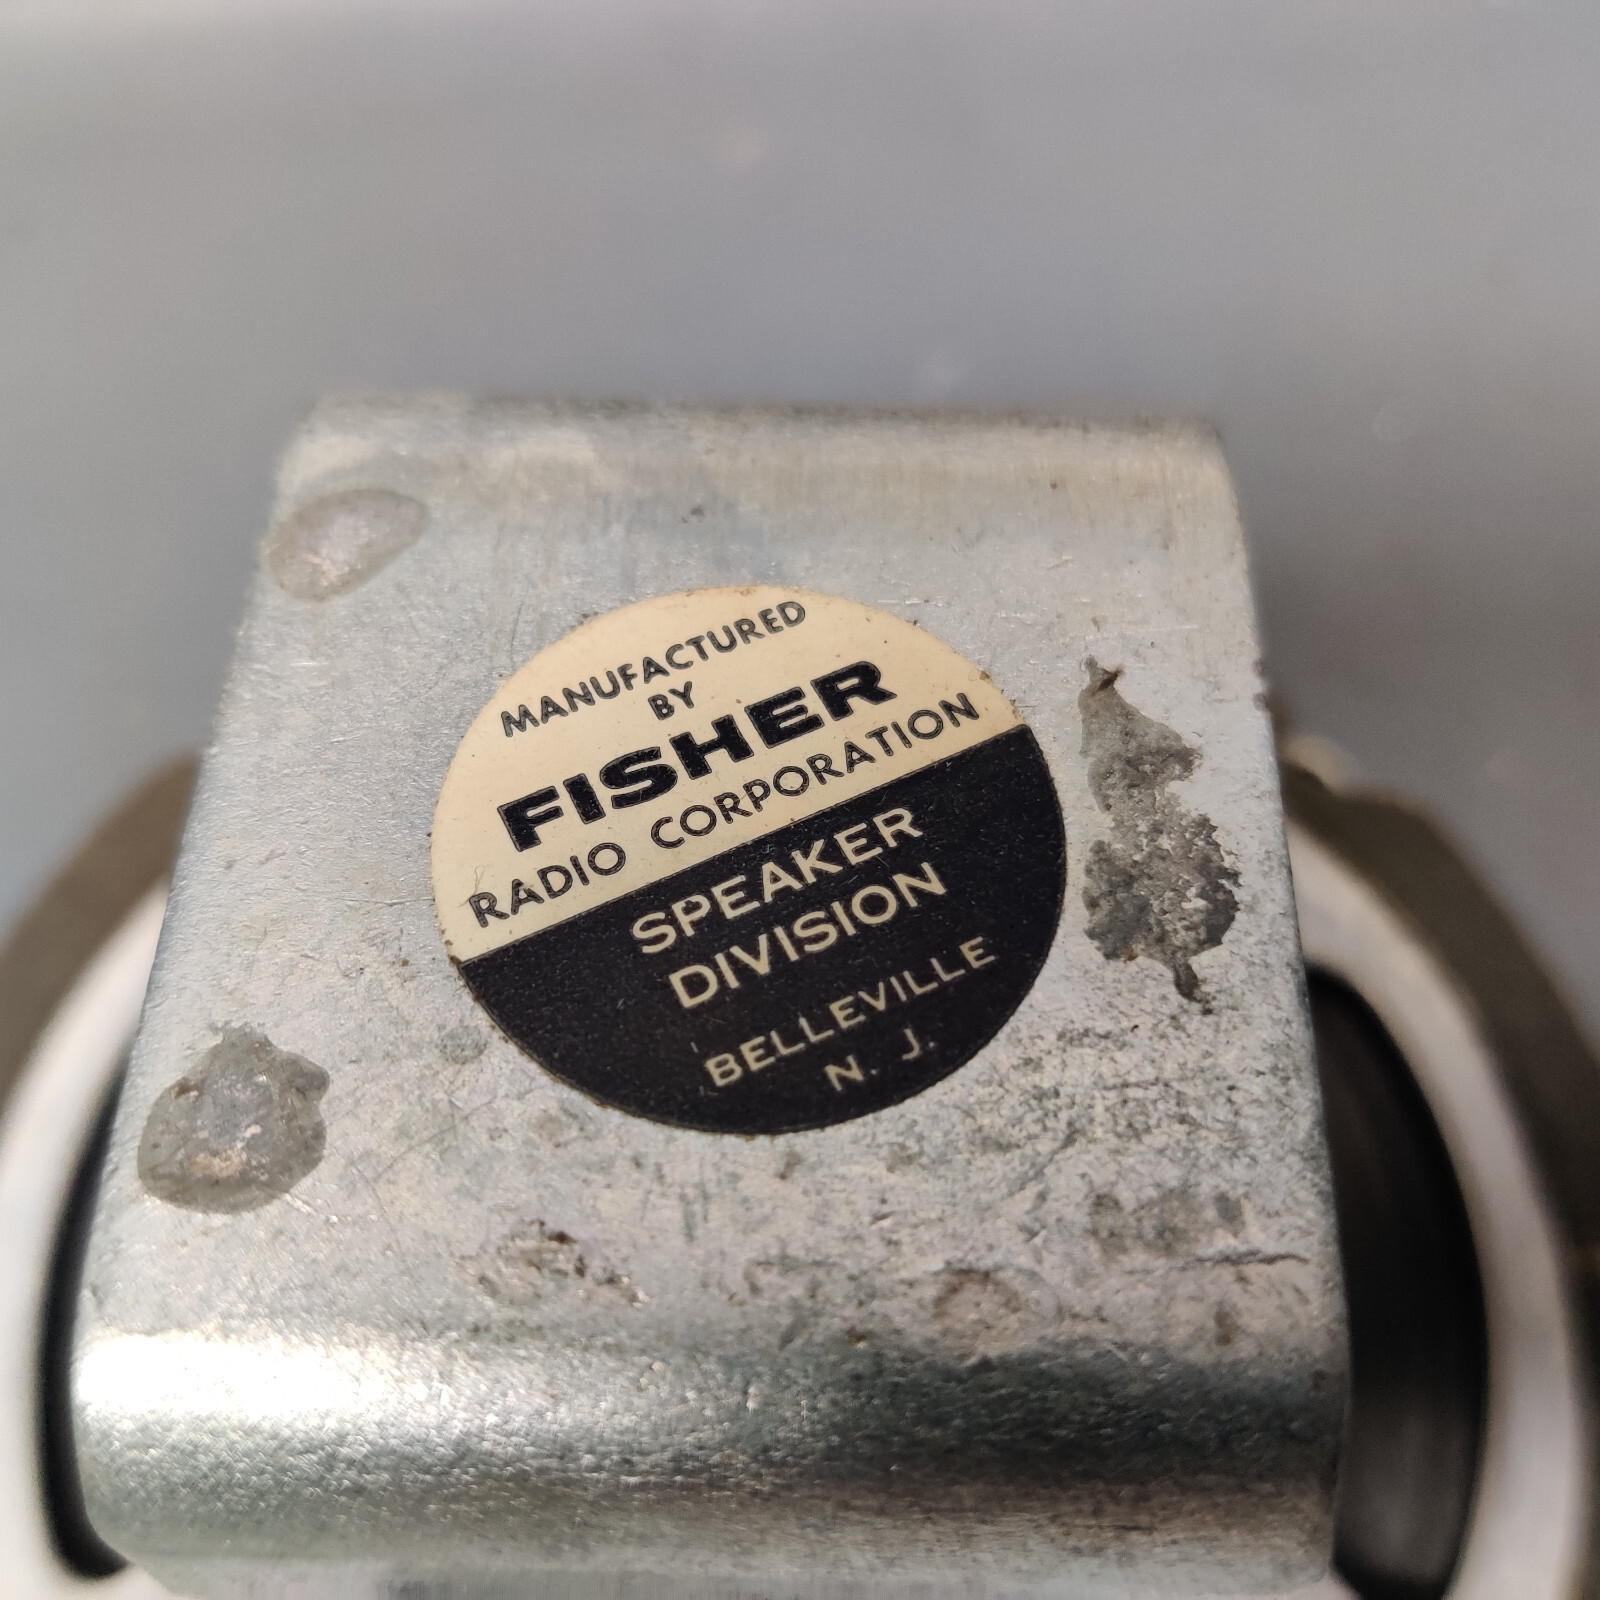 MANUFACTURED
BY
FISHER
RADIO CORPORATION
SPEAKER
DIVISION
BELLEVILLE
N. J.